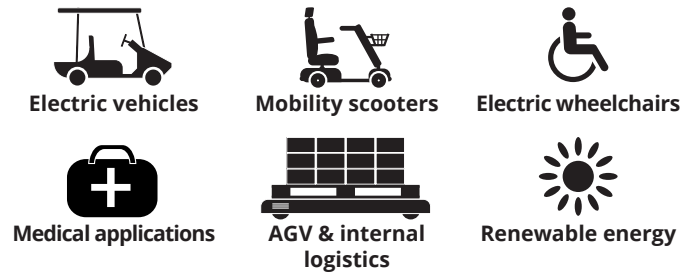 Electric vehicles
Mobility scooters
Electric wheelchairs
Medical applications
AGV & internal
logistics
Renewable energy